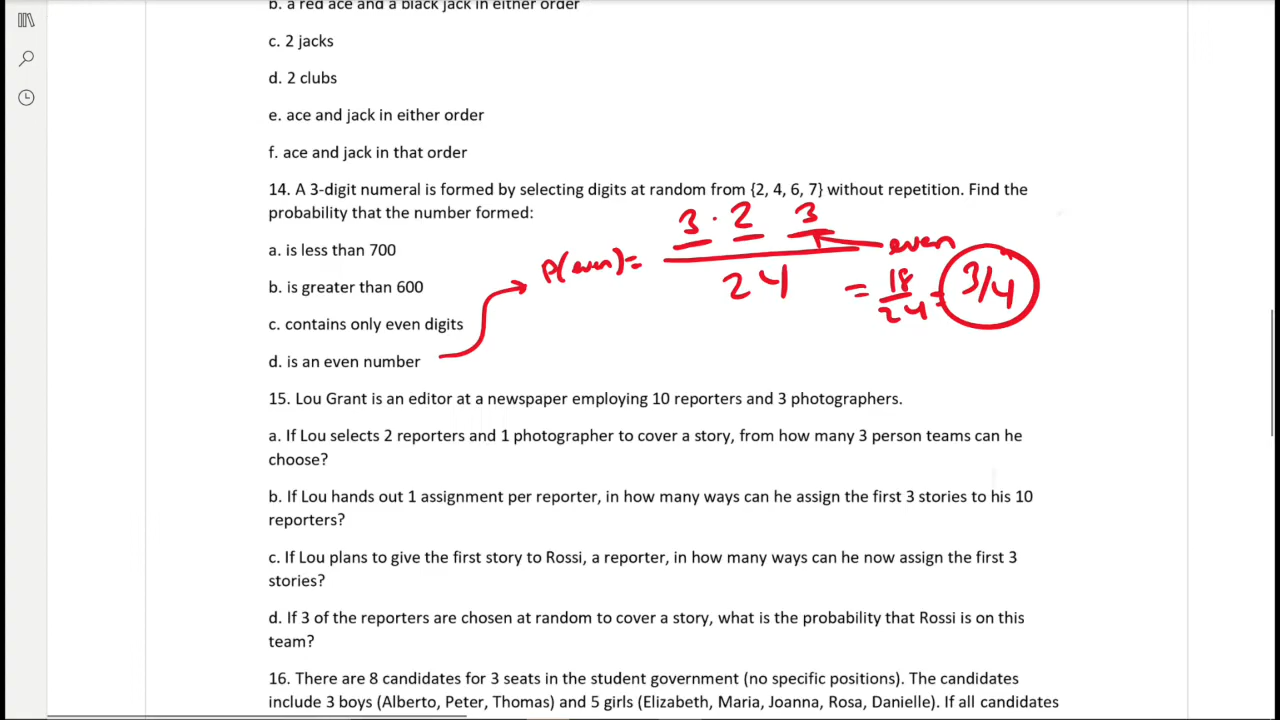 b. a red ace and a black jack in either order
c. 2 jacks
d. 2 clubs
e. ace and jack in either order
f. ace and jack in that order
14. A 3-digit numeral is formed by selecting digits at random from {2, 4, 6, 7} without repetition. Find the
probability that the number formed:
3 · 2 3
a. is less than 700
P(even) =
even
24
b. is greater than 600
= 18/24 = 3/4
c. contains only even digits
d. is an even number
15. Lou Grant is an editor at a newspaper employing 10 reporters and 3 photographers.
a. If Lou selects 2 reporters and 1 photographer to cover a story, from how many 3 person teams can he
choose?
b. If Lou hands out 1 assignment per reporter, in how many ways can he assign the first 3 stories to his 10
reporters?
c. If Lou plans to give the first story to Rossi, a reporter, in how many ways can he now assign the first 3
stories?
d. If 3 of the reporters are chosen at random to cover a story, what is the probability that Rossi is on this
team?
16. There are 8 candidates for 3 seats in the student government (no specific positions). The candidates
include 3 boys (Alberto, Peter, Thomas) and 5 girls (Elizabeth, Maria, Joanna, Rosa, Danielle). If all candidates